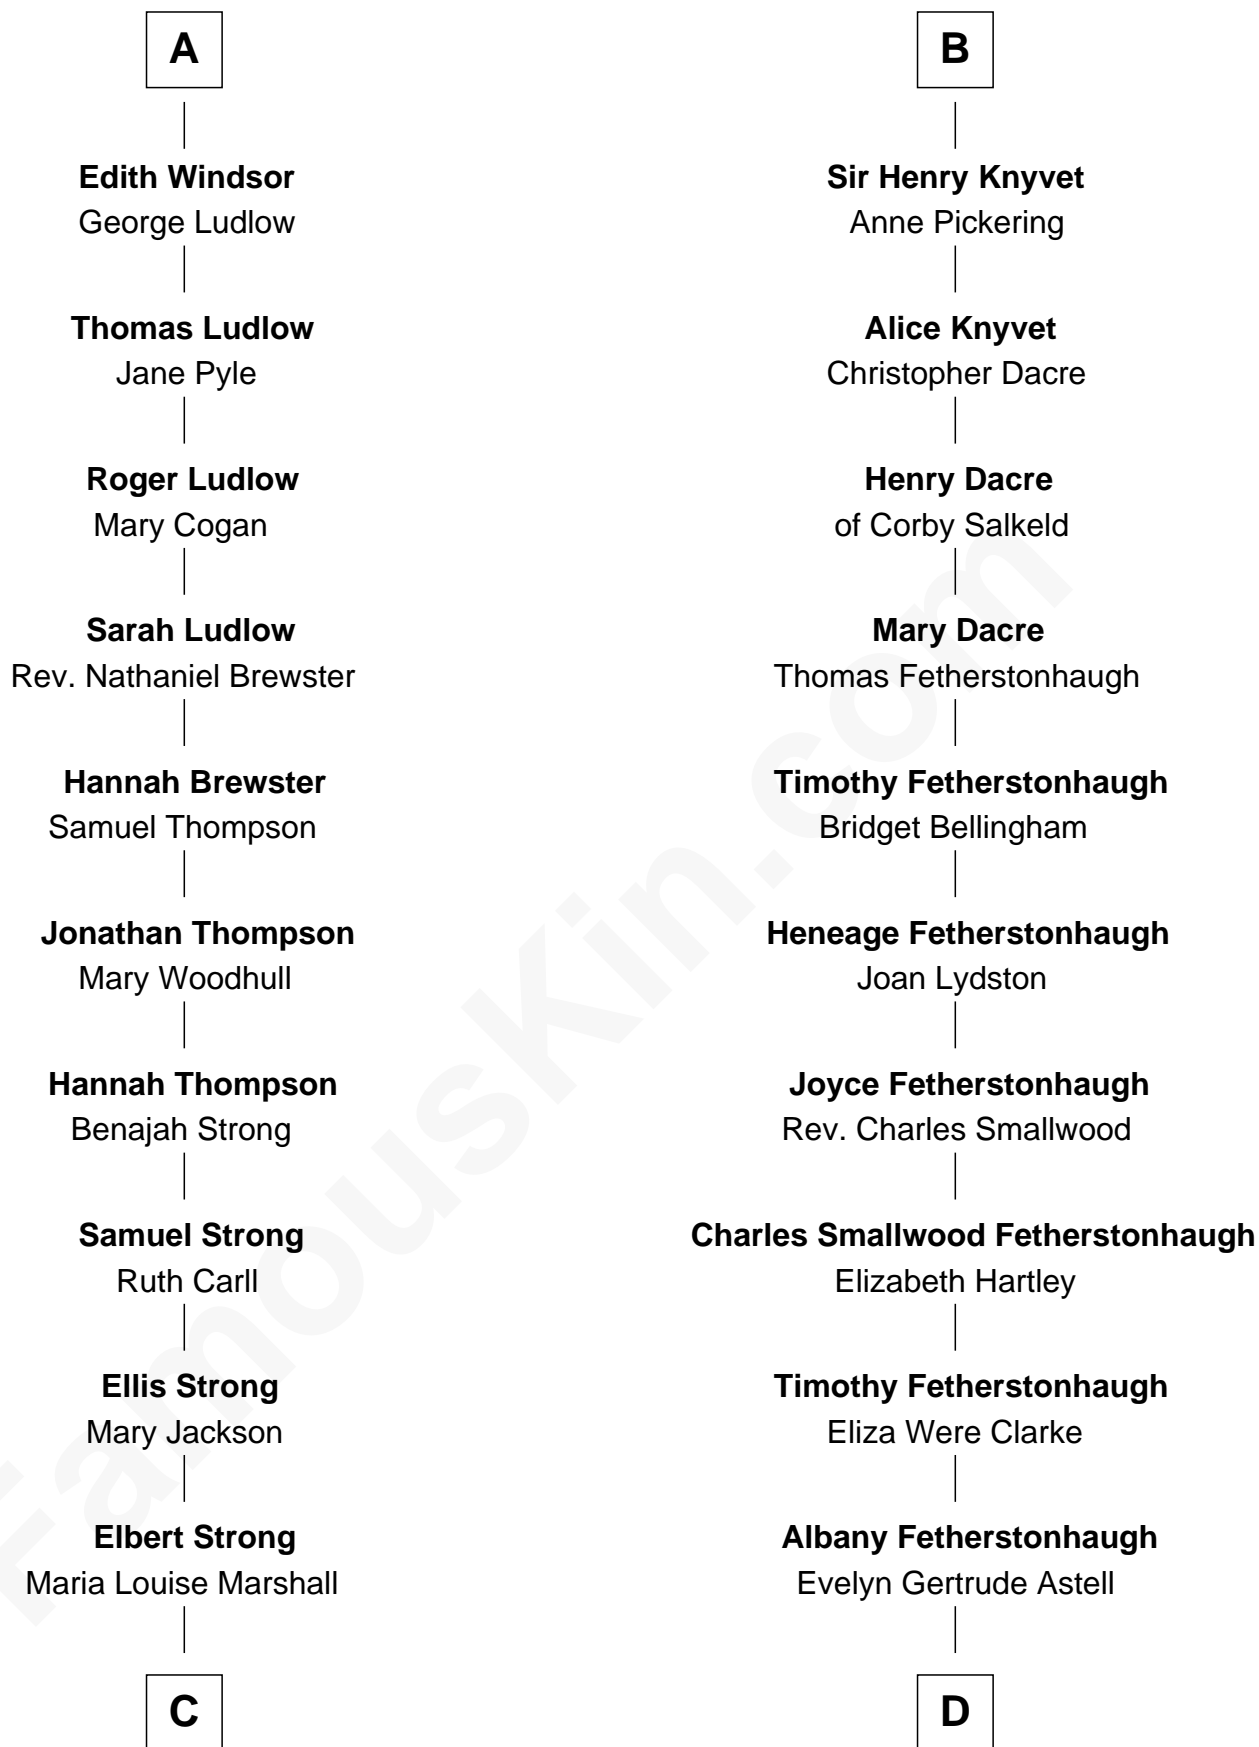 A
Edith Windsor
George Ludlow
Thomas Ludlow
Jane Pyle
Roger Ludlow
Mary Cogan
Sarah Ludlow
Rev. Nathaniel Brewster
Hannah Brewster
Samuel Thompson
Jonathan Thompson
Mary Woodhull
Hannah Thompson
Benajah Strong
Samuel Strong
Ruth Carll
Ellis Strong
Mary Jackson
Elbert Strong
Maria Louise Marshall
C
B
Sir Henry Knyvet
Anne Pickering
Alice Knyvet
Christopher Dacre
Henry Dacre
of Corby Salkeld
Mary Dacre
Thomas Fetherstonhaugh
Timothy Fetherstonhaugh
Bridget Bellingham
Heneage Fetherstonhaugh
Joan Lydston
Joyce Fetherstonhaugh
Rev. Charles Smallwood
Charles Smallwood Fetherstonhaugh
Elizabeth Hartley
Timothy Fetherstonhaugh
Eliza Were Clarke
Albany Fetherstonhaugh
Evelyn Gertrude Astell
D
FamousKin.com